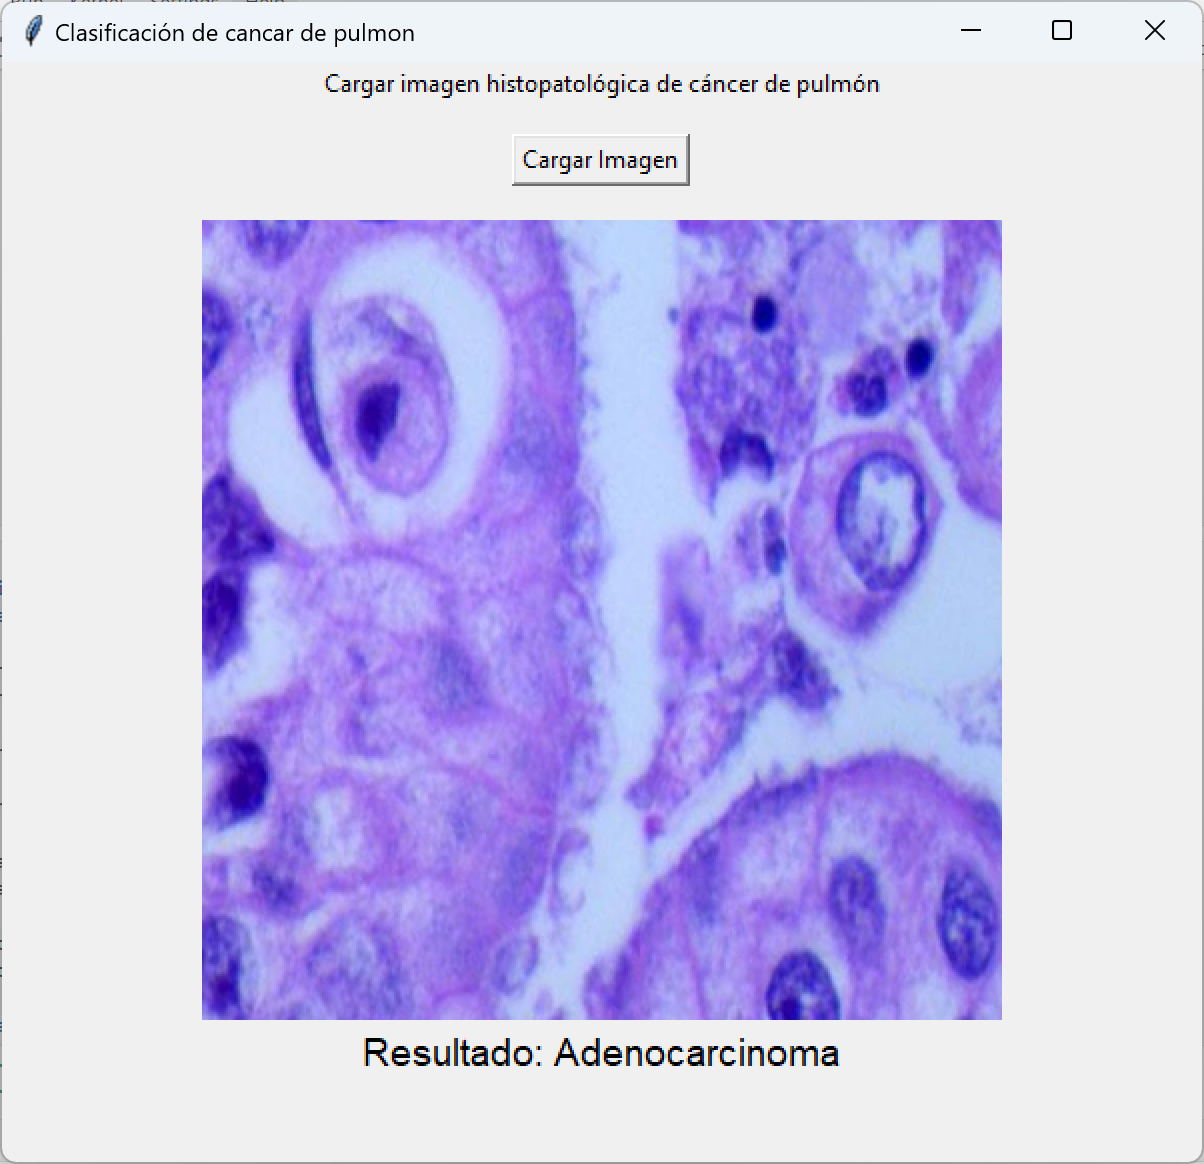 Clasificación de cancar de pulmon
Cargar imagen histopatológica de cáncer de pulmón
Cargar Imagen
Resultado: Adenocarcinoma